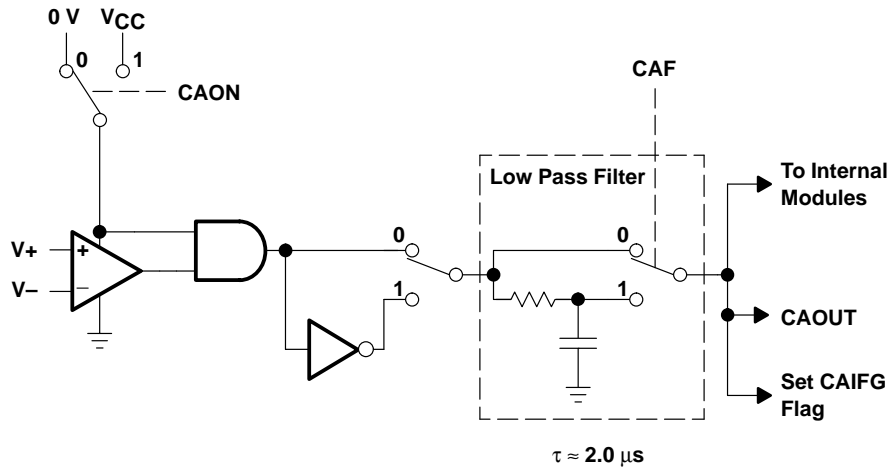 0 V
VCC
0
1
CAON
CAF
Low Pass Filter
To Internal
Modules
V+
+
V−
−
0
1
0
1
CAOUT
Set CAIFG
Flag
τ ≈ 2.0 μs